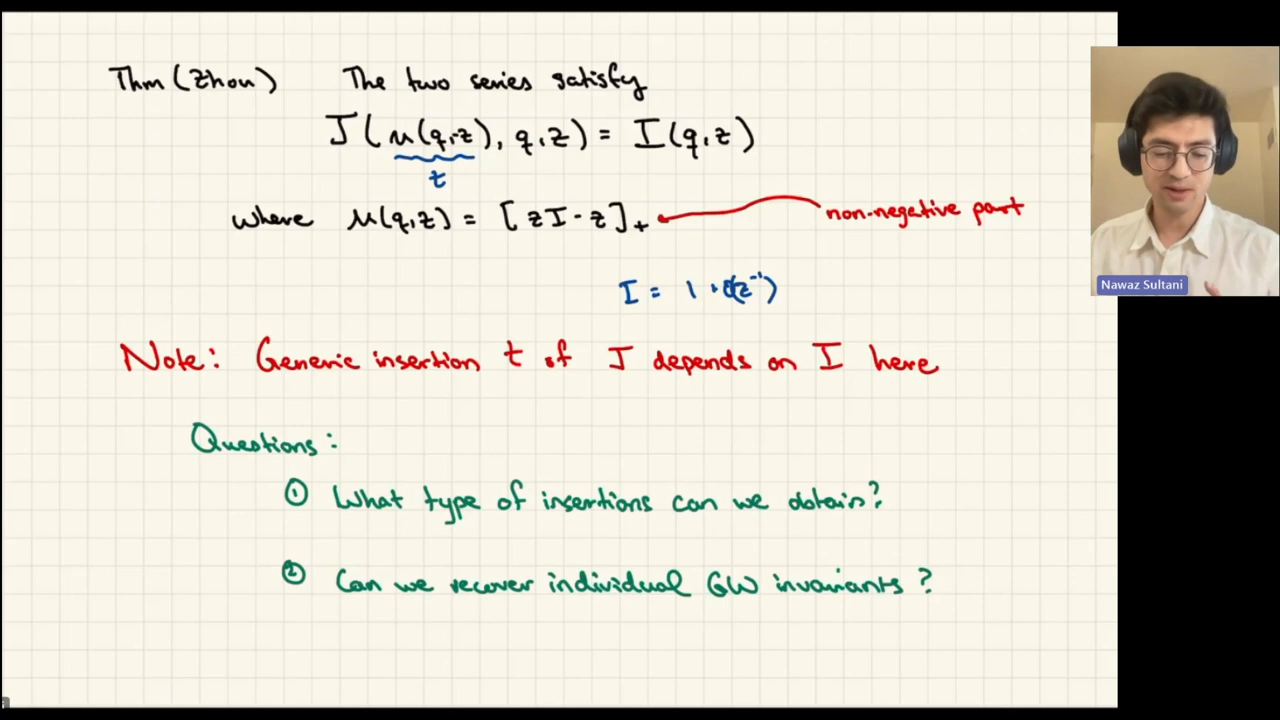 Thm (Zhou) The two series satisfy
J(μ(q,z), q, z) = I(q,z)
t
where μ(q,z) = [zI - z]₊
non-negative part
I = 1 + O(z⁻¹)
Note: Generic insertion t of J depends on I here
Questions:
① What type of insertions can we obtain?
② Can we recover individual GW invariants?
Nawaz Sultani